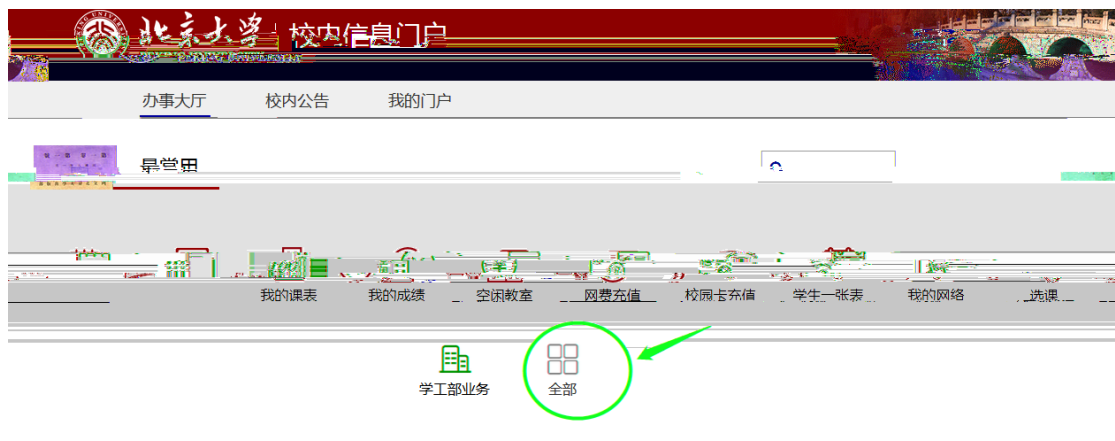 北京大学 校内信息门户
办事大厅 校内公告 我的门户
最常用
我的课表 我的成绩 空闲教室 网费充值 校园卡充值 学生一张表 我的网络 选课
学工部业务 全部